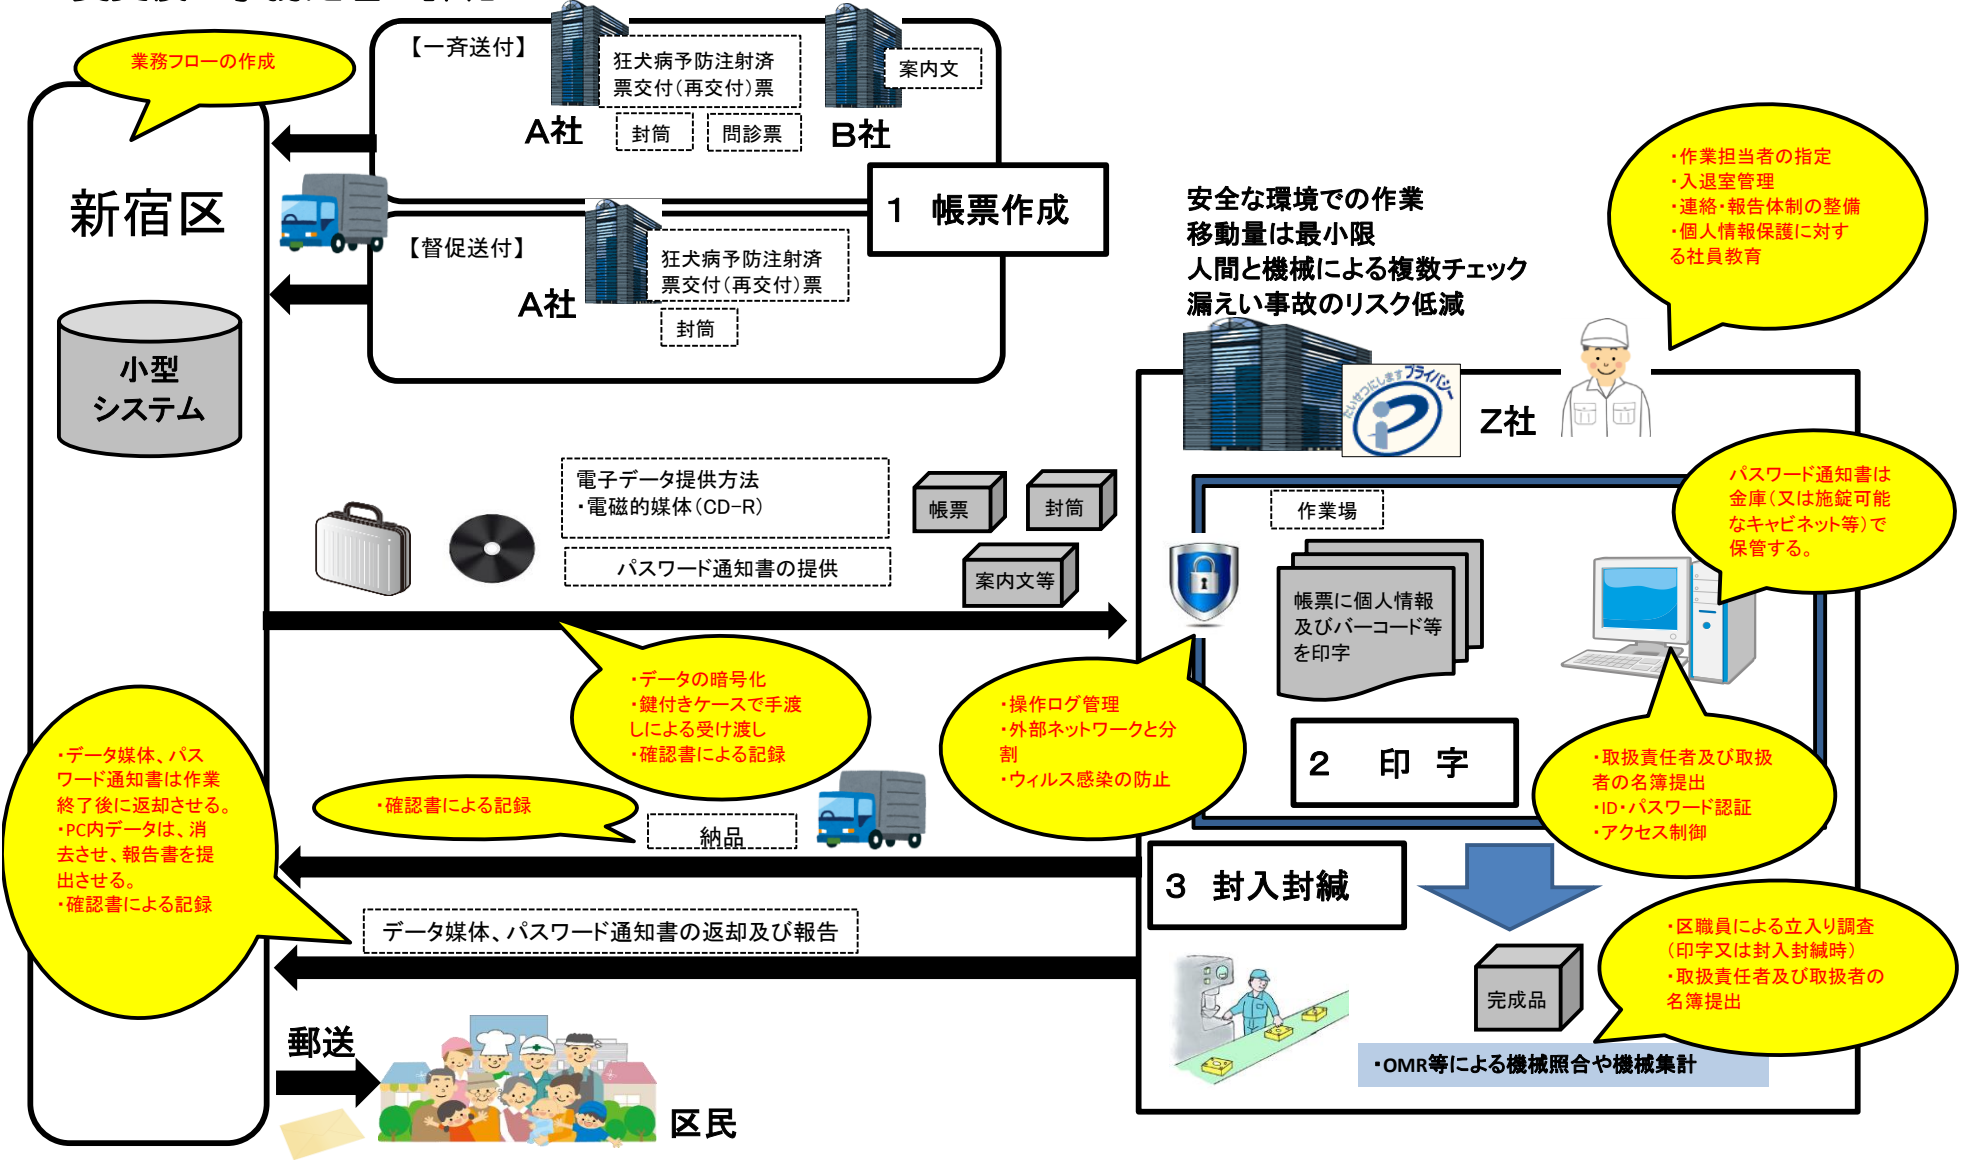 業務フローの作成
【一斉送付】
狂犬病予防注射済
票交付（再交付）票
案内文
A社
封筒
問診票
B社
新宿区
1 帳票作成
【督促送付】
狂犬病予防注射済
票交付（再交付）票
A社
封筒
小型
システム
安全な環境での作業
移動量は最小限
人間と機械による複数チェック
漏えい事故のリスク低減
・作業担当者の指定
・入退室管理
・連絡・報告体制の整備
・個人情報保護に対す
る社員教育
たいせつにしますプライバシー
Z社
電子データ提供方法
・電磁的媒体（CD-R）
パスワード通知書の提供
帳票
封筒
案内文等
作業場
パスワード通知書は
金庫（又は施錠可能
なキャビネット等）で
保管する。
帳票に個人情報
及びバーコード等
を印字
・データの暗号化
・鍵付きケースで手渡
しによる受け渡し
・確認書による記録
・操作ログ管理
・外部ネットワークと分
割
・ウィルス感染の防止
2 印 字
・取扱責任者及び取扱
者の名簿提出
・ID・パスワード認証
・アクセス制御
・データ媒体、パス
ワード通知書は作業
終了後に返却させる。
・PC内データは、消
去させ、報告書を提
出させる。
・確認書による記録
・確認書による記録
納品
3 封入封緘
データ媒体、パスワード通知書の返却及び報告
・区職員による立入り調査
（印字又は封入封緘時）
・取扱責任者及び取扱者の
名簿提出
完成品
・OMR等による機械照合や機械集計
郵送
区民